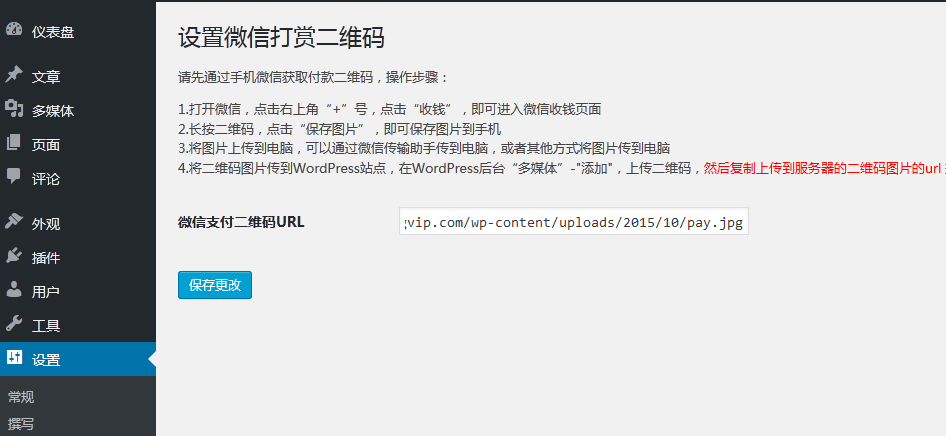 仪表盘
文章
多媒体
页面
评论
外观
插件
用户
工具
设置
常规
撰写
设置微信打赏二维码
请先通过手机微信获取付款二维码，操作步骤：
1.打开微信，点击右上角“+”号，点击“收钱”，即可进入微信收钱页面
2.长按二维码，点击“保存图片”，即可保存图片到手机
3.将图片上传到电脑，可以通过微信传输助手传到电脑，或者其他方式将图片传到电脑
4.将二维码图片传到WordPress站点，在WordPress后台“多媒体”-"添加"，上传二维码，然后复制上传到服务器的二维码图片的url
微信支付二维码URL
vip.com/wp-content/uploads/2015/10/pay.jpg
保存更改